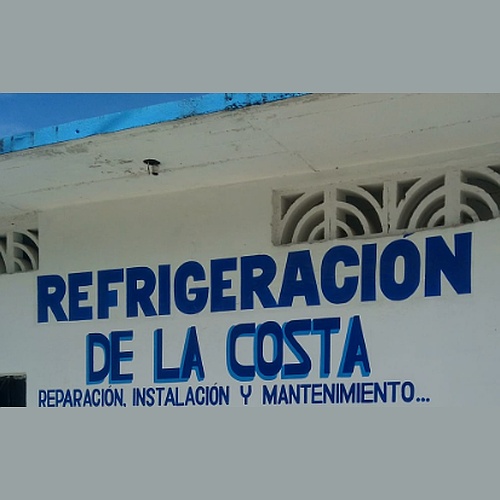 REFRIGERACIÓN
DE LA COSTA
REPARACIÓN, INSTALACIÓN Y MANTENIMIENTO...